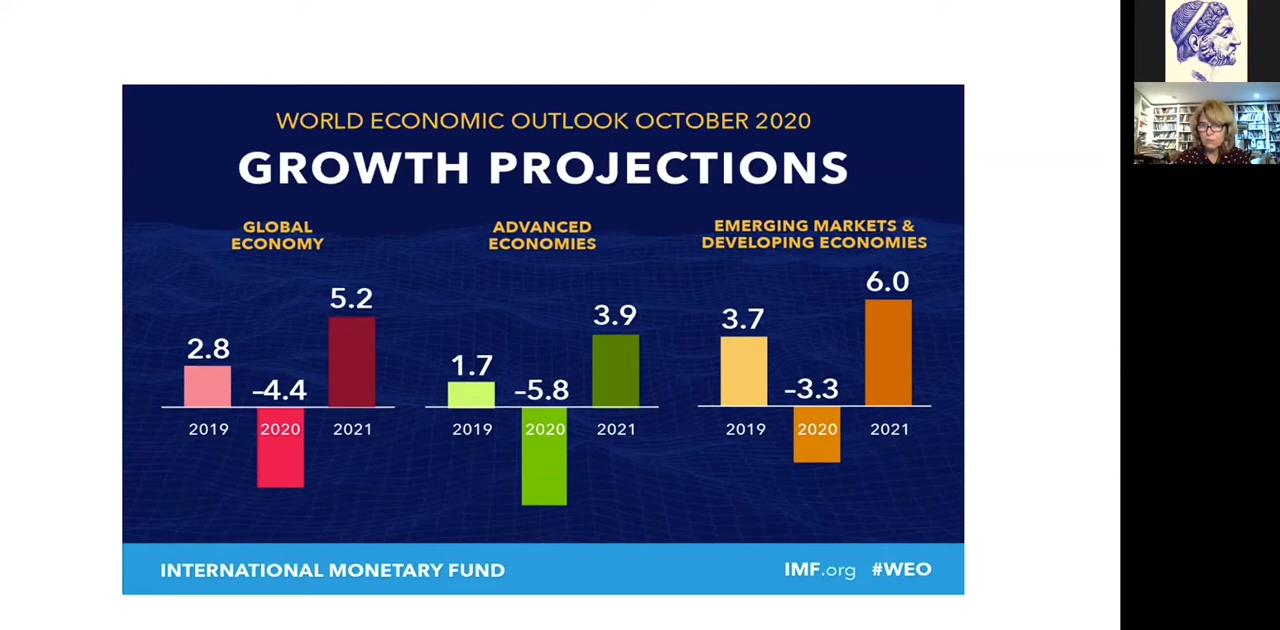 WORLD ECONOMIC OUTLOOK OCTOBER 2020
GROWTH PROJECTIONS
GLOBAL
ECONOMY
2.8
–4.4
5.2
2019
2020
2021
ADVANCED
ECONOMIES
1.7
–5.8
3.9
2019
2020
2021
EMERGING MARKETS &
DEVELOPING ECONOMIES
3.7
–3.3
6.0
2019
2020
2021
INTERNATIONAL MONETARY FUND
IMF.org #WEO